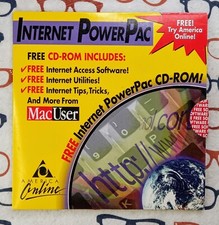 INTERNET POWERPAC
FREE!
Try America
Online!
FREE CD-ROM INCLUDES:
FREE Internet Access Software!
FREE Internet Utilities!
FREE Internet Tips, Tricks,
And More From
MacUser
FREE Internet PowerPac CD-ROM!
.com
http://
AMERICA
Online